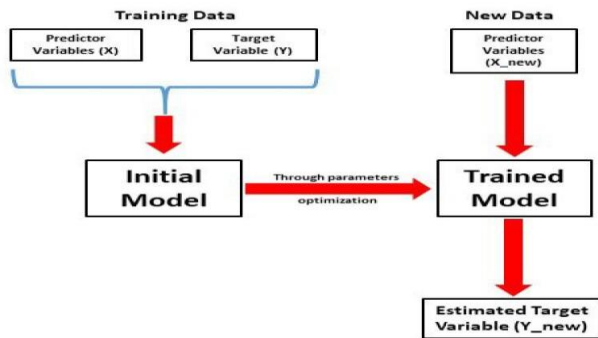 Training Data
Predictor
Variables (X)
Target
Variable (Y)
New Data
Predictor
Variables
(X_new)
Initial
Model
Through parameters
optimization
Trained
Model
Estimated Target
Variable (Y_new)